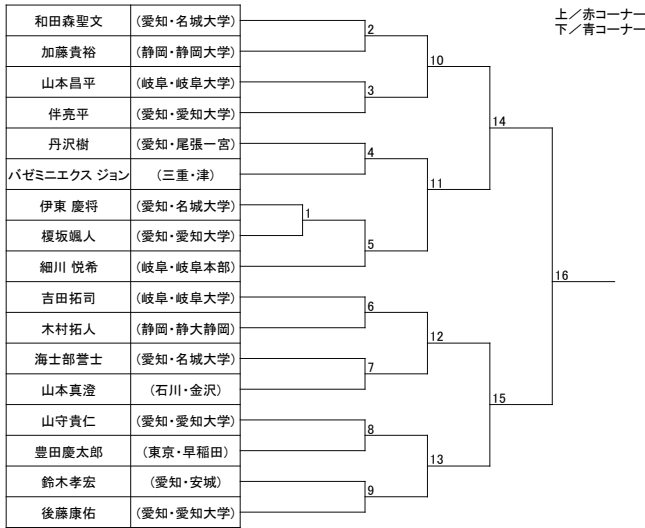 上／赤コーナー
下／青コーナー
和田森聖文 (愛知・名城大学)
加藤貴裕 (静岡・静岡大学)
山本昌平 (岐阜・岐阜大学)
伴亮平 (愛知・愛知大学)
丹沢樹 (愛知・尾張一宮)
バゼミニエクス ジョン (三重・津)
伊東 慶将 (愛知・名城大学)
榎坂颯人 (愛知・愛知大学)
細川 悦希 (岐阜・岐阜本部)
吉田拓司 (岐阜・岐阜大学)
木村拓人 (静岡・静大静岡)
海士部誉士 (愛知・名城大学)
山本真澄 (石川・金沢)
山守貴仁 (愛知・愛知大学)
豊田慶太郎 (東京・早稲田)
鈴木孝宏 (愛知・安城)
後藤康佑 (愛知・愛知大学)
1
2
3
4
5
6
7
8
9
10
11
12
13
14
15
16